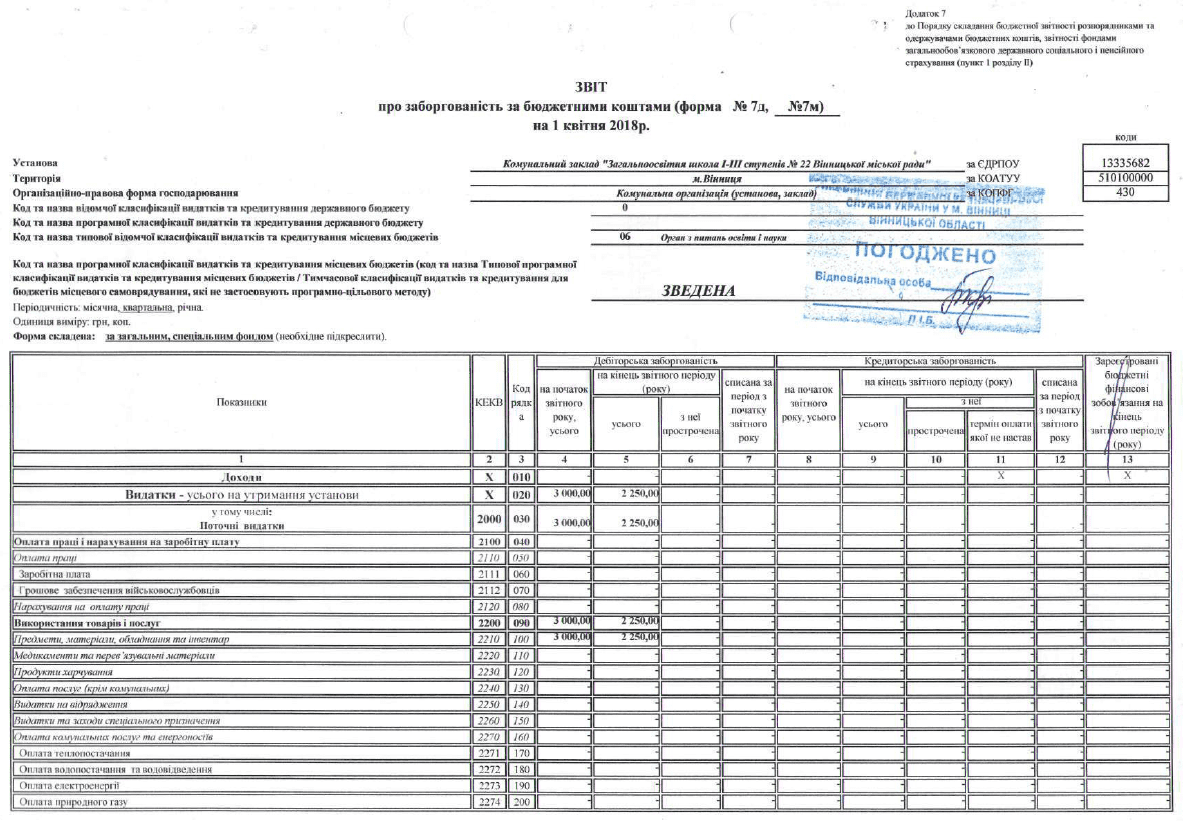 Додаток 7
до Порядку складання бюджетної звітності розпорядниками та
одержувачами бюджетних коштів, звітності фондами
загальнообов'язкового державного соціального і пенсійного
страхування (пункт 1 розділу II)
ЗВІТ
про заборгованість за бюджетними коштами (форма № 7д, №7м)
на 1 квітня 2018р.
коди
Установа Комунальний заклад "Загальноосвітня школа І-ІІІ ступенів № 22 Вінницької міської ради" за ЄДРПОУ 13335682
Територія м.Вінниця за КОАТУУ 510100000
Організаційно-правова форма господарювання Комунальна організація (установа, заклад) за КОПФГ 430
Код та назва відомчої класифікації видатків та кредитування державного бюджету 0
Код та назва програмної класифікації видатків та кредитування державного бюджету
Код та назва типової відомчої класифікації видатків та кредитування місцевих бюджетів 06 Орган з питань освіти і науки
СЛУЖБИ УКРАЇНИ У М. ВІННИЦІ
ВІННИЦЬКОЇ ОБЛАСТІ
ПОГОДЖЕНО
Відповідальна особа
П.І.Б.
Код та назва програмної класифікації видатків та кредитування місцевих бюджетів (код та назва Типової програмної
класифікації видатків та кредитування місцевих бюджетів / Тимчасової класифікації видатків та кредитування для
бюджетів місцевого самоврядування, які не застосовують програмно-цільового методу) ЗВЕДЕНА
Періодичність: місячна, квартальна, річна.
Одиниця виміру: грн, коп.
Форма складена: за загальним, спеціальним фондом (необхідне підкреслити).
Показники
КЕКВ
Код
рядк
а
Дебіторська заборгованість
на початок
звітного
року,
усього
на кінець звітного періоду
(року)
усього
з неї
прострочена
списана за
період з
початку
звітного
року
Кредиторська заборгованість
на початок
звітного
року, усього
на кінець звітного періоду (року)
усього
з неї
прострочена
термін оплати
якої не настав
списана
за період
з початку
звітного
року
Зареєстровані
бюджетні
фінансові
зобов'язання на
кінець
звітного періоду
(року)
1 2 3 4 5 6 7 8 9 10 11 12 13
Доходи X 010 - - - - - - - X - X
Видатки - усього на утримання установи X 020 3 000,00 2 250,00 - - - - - - - -
у тому числі:
Поточні видатки 2000 030 3 000,00 2 250,00 - - - - - - - -
Оплата праці і нарахування на заробітну плату 2100 040 - - - - - - - - - -
Оплата праці 2110 050 - - - - - - - - - -
Заробітна плата 2111 060 - - - - - - - - - -
Грошове забезпечення військовослужбовців 2112 070 - - - - - - - - - -
Нарахування на оплату праці 2120 080 - - - - - - - - - -
Використання товарів і послуг 2200 090 3 000,00 2 250,00 - - - - - - - -
Предмети, матеріали, обладнання та інвентар 2210 100 3 000,00 2 250,00 - - - - - - - -
Медикаменти та перев'язувальні матеріали 2220 110 - - - - - - - - - -
Продукти харчування 2230 120 - - - - - - - - - -
Оплата послуг (крім комунальних) 2240 130 - - - - - - - - - -
Видатки на відрядження 2250 140 - - - - - - - - - -
Видатки та заходи спеціального призначення 2260 150 - - - - - - - - - -
Оплата комунальних послуг та енергоносіїв 2270 160 - - - - - - - - - -
Оплата теплопостачання 2271 170 - - - - - - - - - -
Оплата водопостачання та водовідведення 2272 180 - - - - - - - - - -
Оплата електроенергії 2273 190 - - - - - - - - - -
Оплата природного газу 2274 200 - - - - - - - - - -